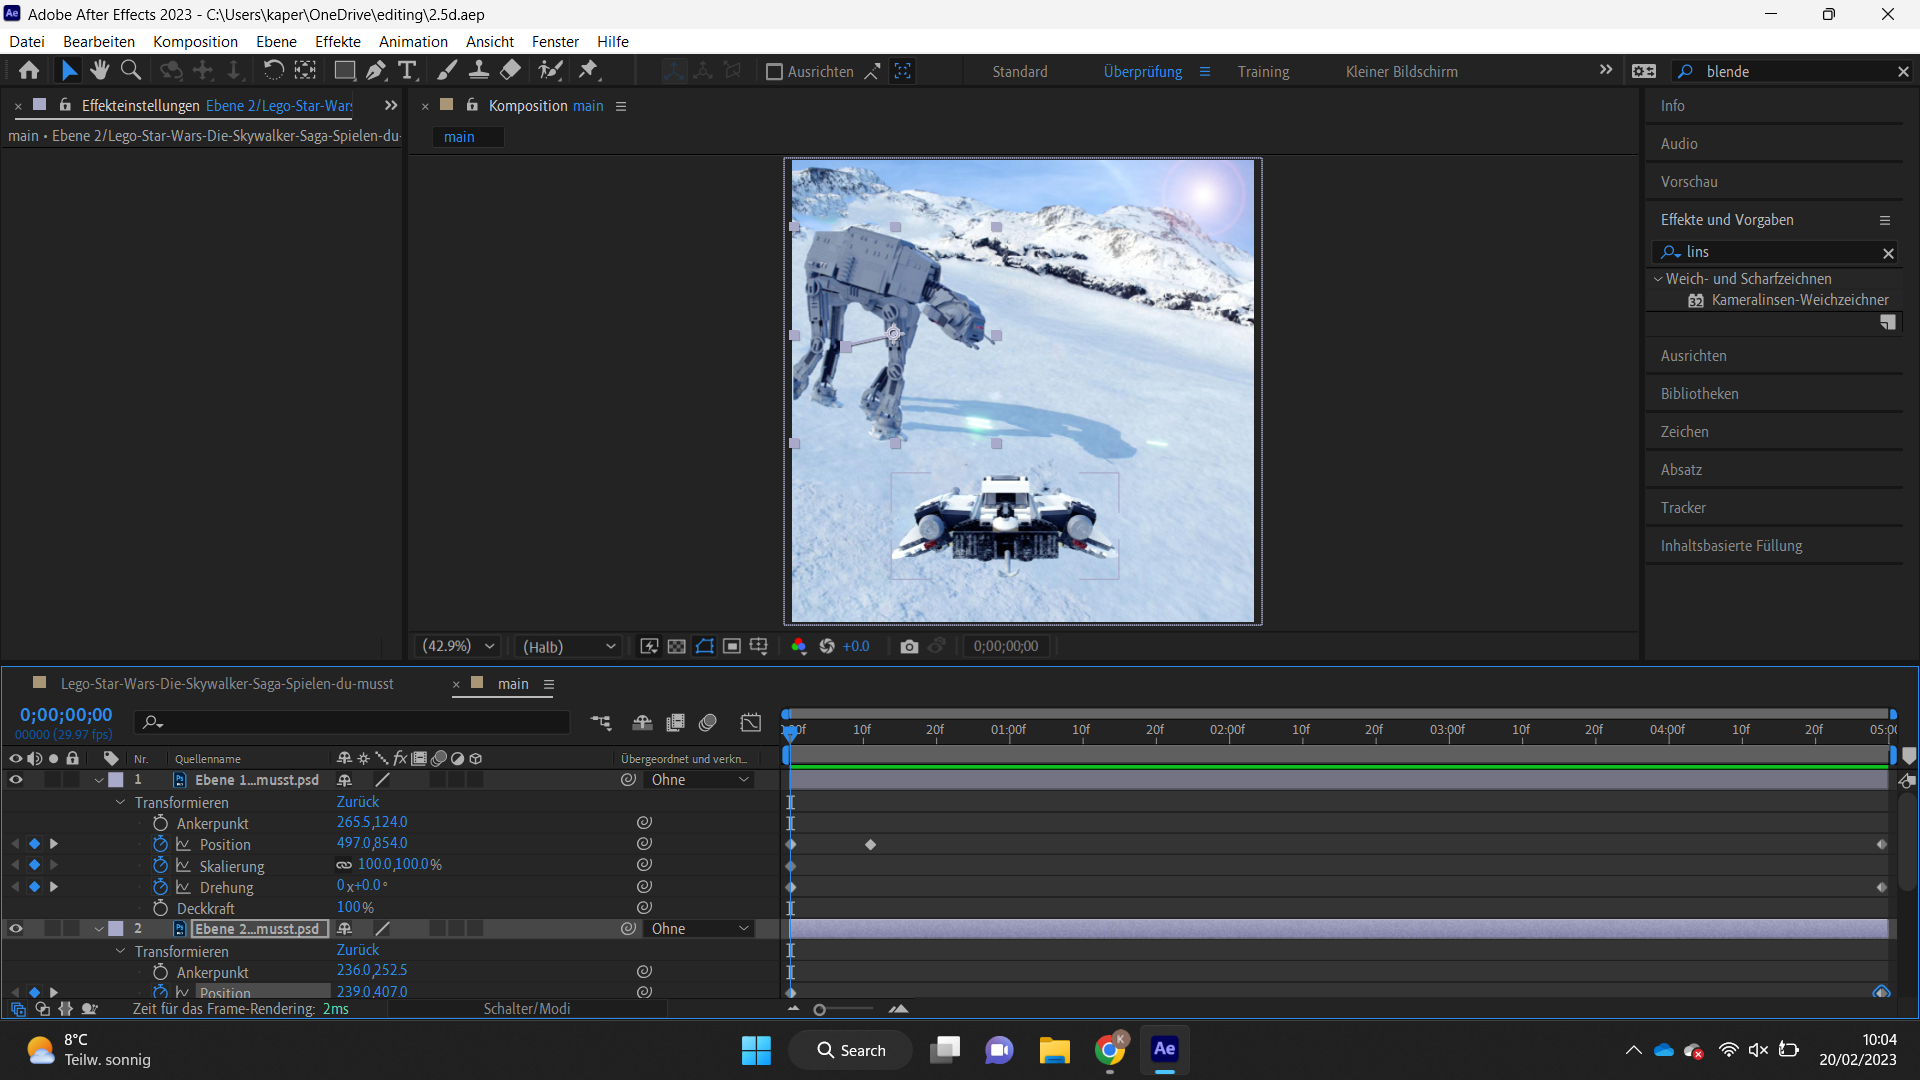 Ae Adobe After Effects 2023 - C:\Users\kaper\OneDrive\editing\2.5d.aep
Datei Bearbeiten Komposition Ebene Effekte Animation Ansicht Fenster Hilfe
Ausrichten Standard Überprüfung Training Kleiner Bildschirm blende
Effekteinstellungen Ebene 2/Lego-Star-Wars
Komposition main
main • Ebene 2/Lego-Star-Wars-Die-Skywalker-Saga-Spielen-du-
main
Info
Audio
Vorschau
Effekte und Vorgaben
lins
Weich- und Scharfzeichnen
32 Kameralinsen-Weichzeichner
Ausrichten
Bibliotheken
Zeichen
Absatz
Tracker
Inhaltsbasierte Füllung
(42.9%) (Halb) +0.0 0;00;00;00
Lego-Star-Wars-Die-Skywalker-Saga-Spielen-du-musst main
0;00;00;00
00000 (29.97 fps)
:00f 10f 20f 01:00f 10f 20f 02:00f 10f 20f 03:00f 10f 20f 04:00f 10f 20f 05:00
Nr. Quellenname fx Übergeordnet und verkn...
1 Ps Ebene 1...musst.psd Ohne
Transformieren Zurück
Ankerpunkt 265.5,124.0
Position 497.0,854.0
Skalierung 100.0,100.0%
Drehung 0x+0.0°
Deckkraft 100%
2 Ps Ebene 2...musst.psd Ohne
Transformieren Zurück
Ankerpunkt 236.0,252.5
Position 239.0,407.0
Zeit für das Frame-Rendering: 2ms Schalter/Modi
8°C
Teilw. sonnig
Search
K
Ae
10:04
20/02/2023